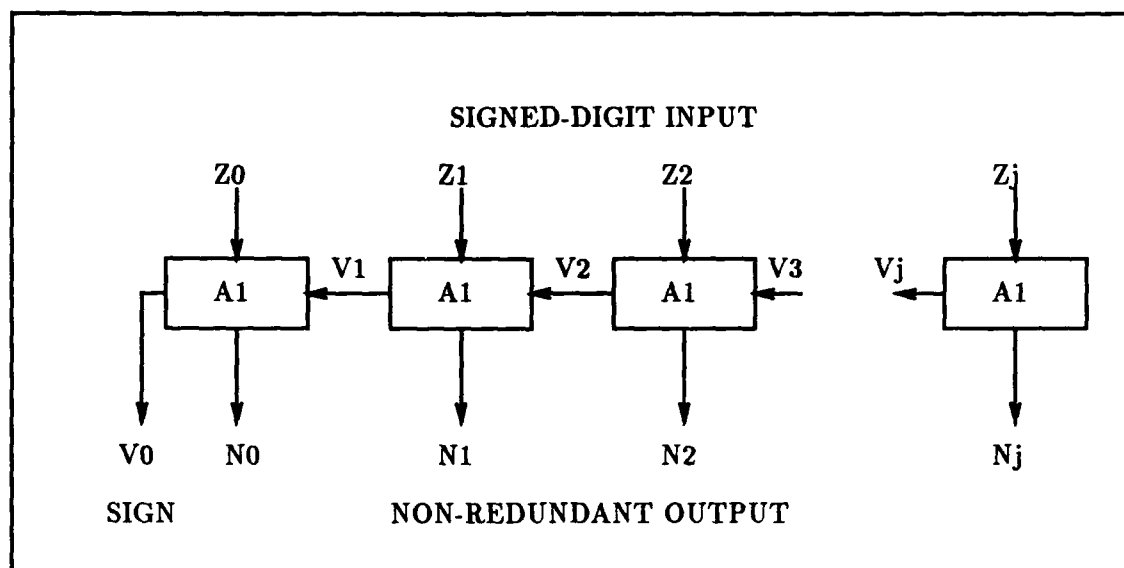 SIGNED-DIGIT INPUT
Z0 Z1 Z2 Zj
V1 V2 V3 Vj
A1 A1 A1 A1
V0 N0 N1 N2 Nj
SIGN NON-REDUNDANT OUTPUT